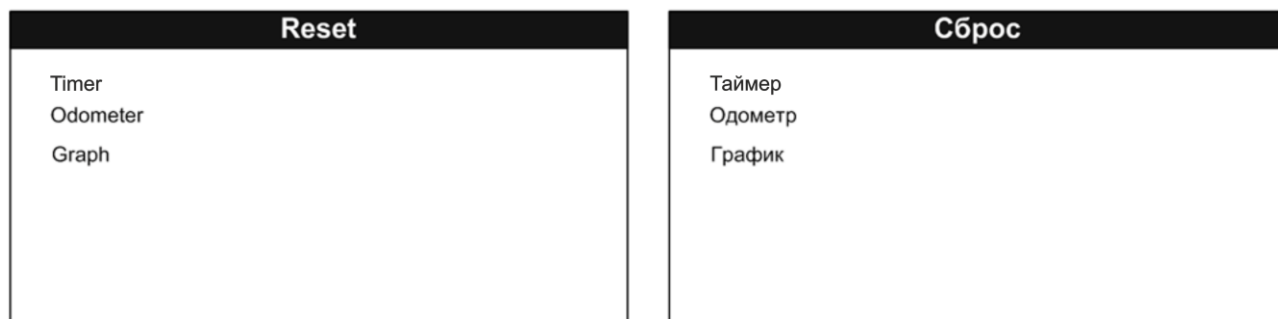 Reset
Timer
Odometer
Graph
Сброс
Таймер
Одометр
График